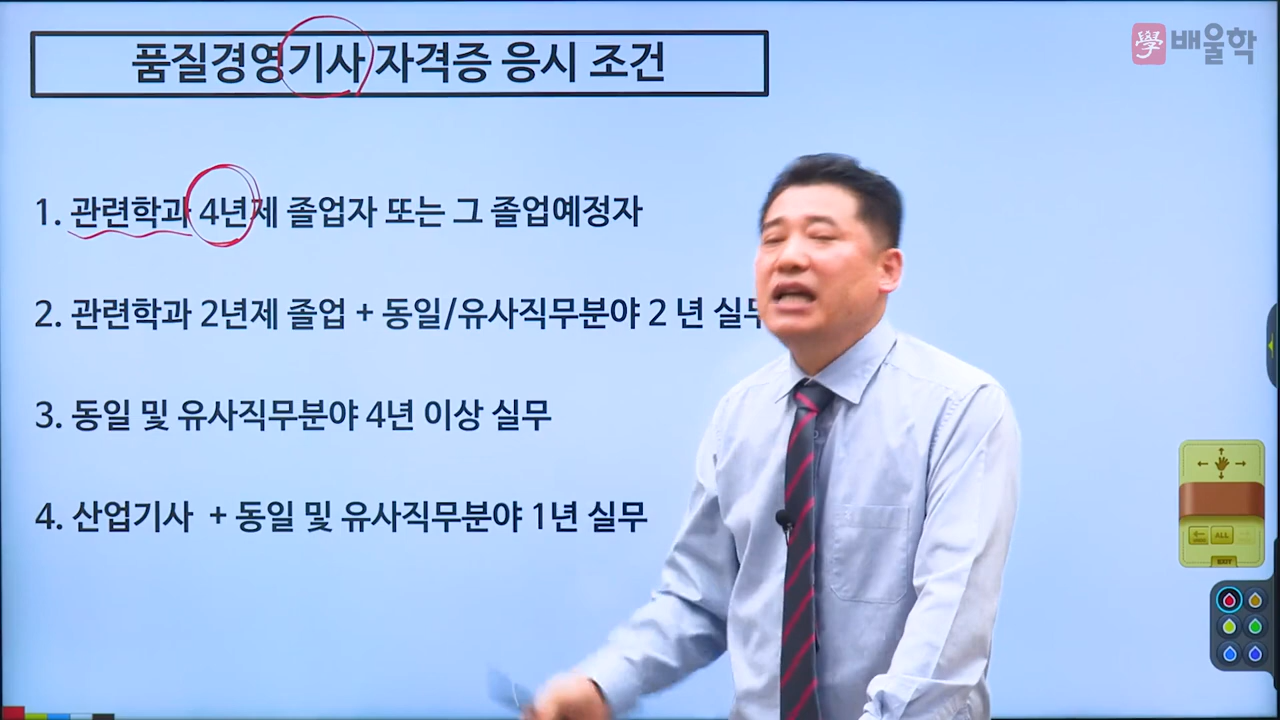 품질경영기사 자격증 응시 조건
學 배울학
1. 관련학과 4년제 졸업자 또는 그 졸업예정자
2. 관련학과 2년제 졸업 + 동일/유사직무분야 2 년 실무
3. 동일 및 유사직무분야 4년 이상 실무
4. 산업기사 + 동일 및 유사직무분야 1년 실무
ALL
EXIT